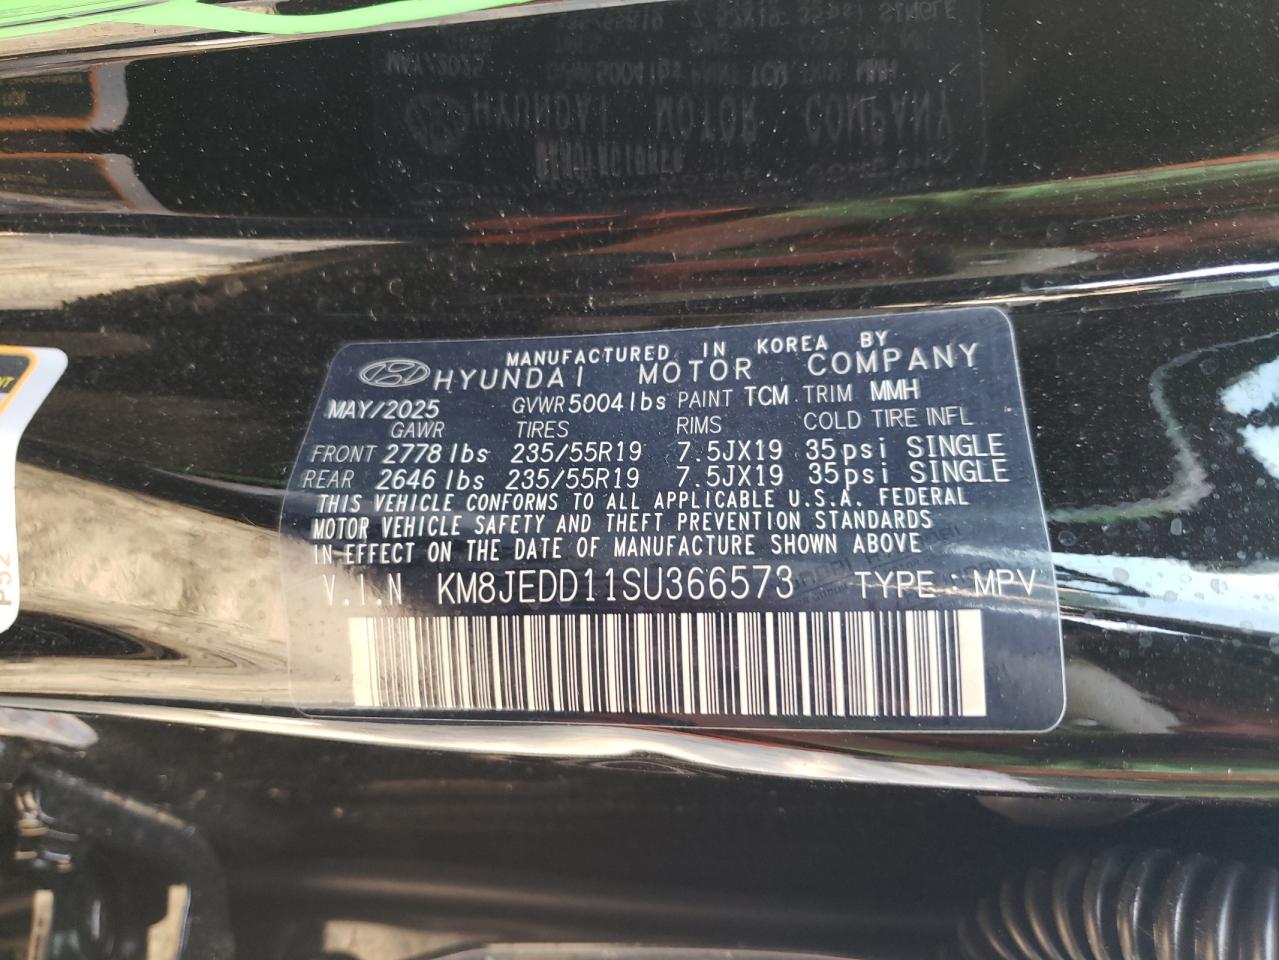 MANUFACTURED IN KOREA BY
HYUNDAI MOTOR COMPANY
MAY/2025 GVWR 5004 lbs PAINT TCM TRIM MMH
GAWR TIRES RIMS COLD TIRE INFL
FRONT 2778 lbs 235/55R19 7.5JX19 35psi SINGLE
REAR 2646 lbs 235/55R19 7.5JX19 35psi SINGLE
THIS VEHICLE CONFORMS TO ALL APPLICABLE U.S.A. FEDERAL
MOTOR VEHICLE SAFETY AND THEFT PREVENTION STANDARDS
IN EFFECT ON THE DATE OF MANUFACTURE SHOWN ABOVE
V.I.N KM8JEDD11SU366573 TYPE : MPV
P52